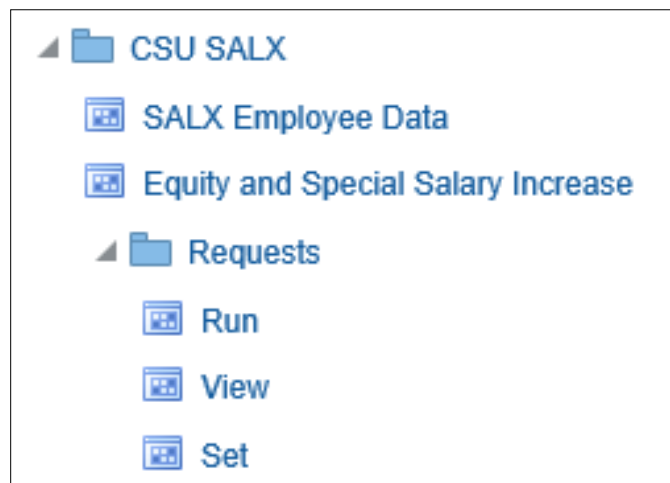 CSU SALX
SALX Employee Data
Equity and Special Salary Increase
Requests
Run
View
Set